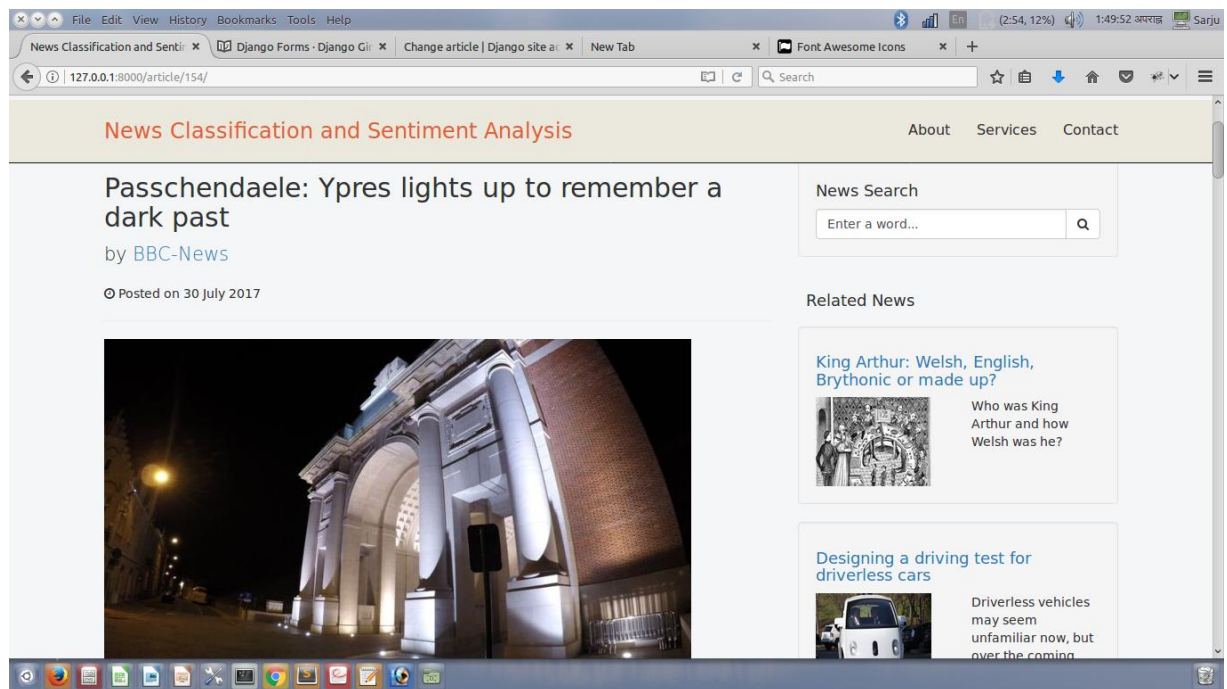 File Edit View History Bookmarks Tools Help
En (2:54, 12%) 1:49:52 अपराह्न Sarju
News Classification and Senti
Django Forms · Django Gir
Change article | Django site ad
New Tab
Font Awesome Icons
127.0.0.1:8000/article/154/
Search
News Classification and Sentiment Analysis
About Services Contact
Passchendaele: Ypres lights up to remember a
dark past
by BBC-News
Posted on 30 July 2017
News Search
Enter a word...
Related News
King Arthur: Welsh, English,
Brythonic or made up?
Who was King
Arthur and how
Welsh was he?
Designing a driving test for
driverless cars
Driverless vehicles
may seem
unfamiliar now, but
over the coming